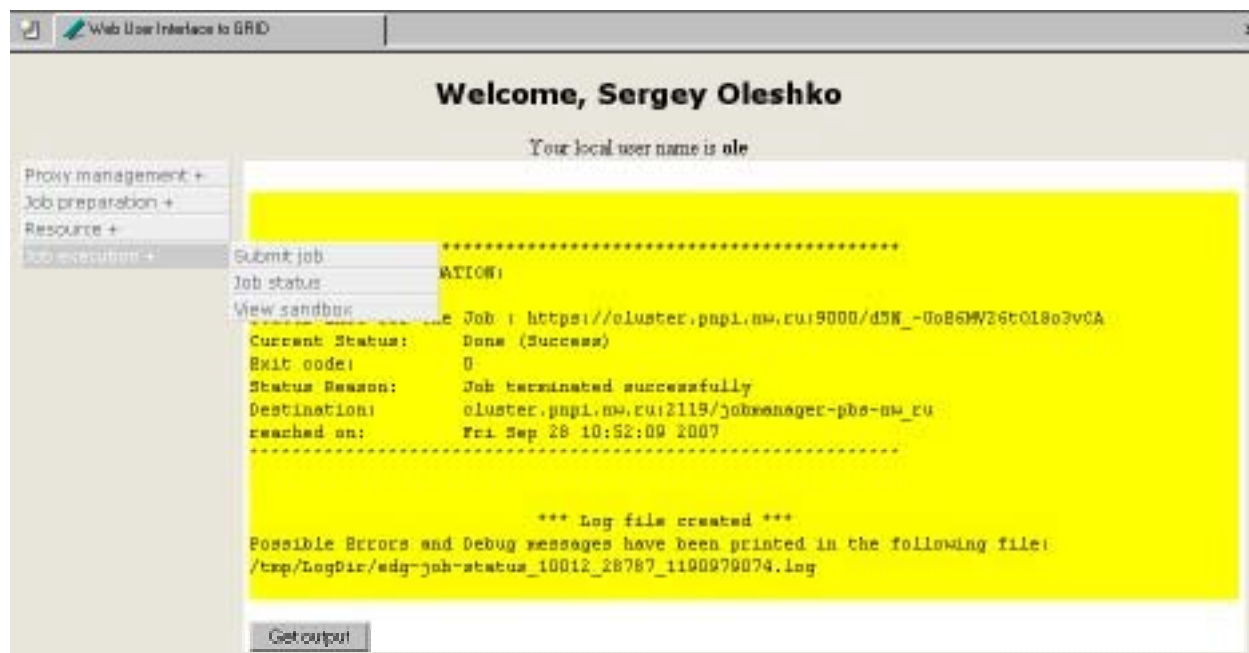 Web User Interface to GRID
Welcome, Sergey Oleshko
Your local user name is ole
Proxy management +
Job preparation +
Resource +
Job execution +
Submit job
Job status
View sandbox
*******************************************
ATION:
the Job : https://cluster.pnpi.nw.ru:9000/
Current Status: Done (Success)
Exit code: 0
Status Reason: Job terminated successfully
Destination: cluster.pnpi.nw.ru:2119/jobmanager-pbs-nw_ru
reached on: Fri Sep 28 10:52:09 2007
*************************************************************
*** Log file created ***
Possible Errors and Debug messages have been printed in the following file:
/tmp/LogDir/edg-job-status_10012_28787_1190979074.log
Get output